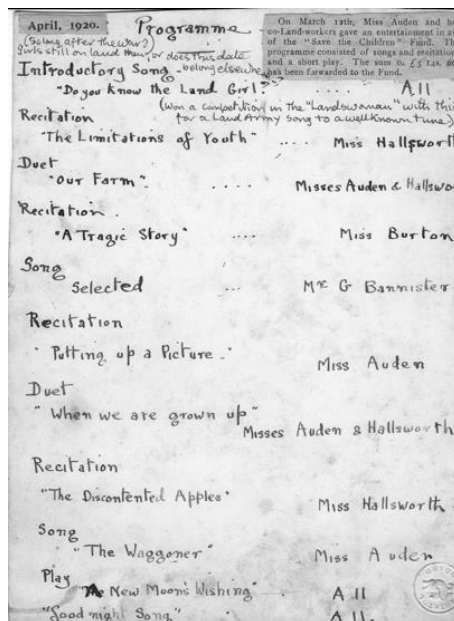 April, 1920.
Programme
(So long after the war?)
girls still on land then, or does this date
belong elsewhere??
On March 12th, Miss Auden and he
co-Land-workers gave an entertainment in a
of the "Save the Children" Fund. Th
programme consisted of songs and recitation
and a short play. The sum o. £5 14s. 
has been forwarded to the Fund.
Introductory Song -
"Do you know the Land Girl? .... All
(won a competition in the "Landswoman" with this
for a Land Army song to a well known tune)
Recitation
"The Limitations of Youth" .... Miss Hallsworth
Duet
"Our Farm". .... Misses Auden & Hallswo
Recitation.
"A Tragic Story" .... Miss Burton
Song
Selected ... Mr G Bannister
Recitation
"Putting up a Picture." Miss Auden
Duet
"When we are grown up"
Misses Auden & Hallsworth
Recitation
"The Discontented Apples" Miss Hallsworth
Song
"The Waggoner" . Miss Auden
Play
"The New Moon's Wishing" . All
"Good night Song" . All.